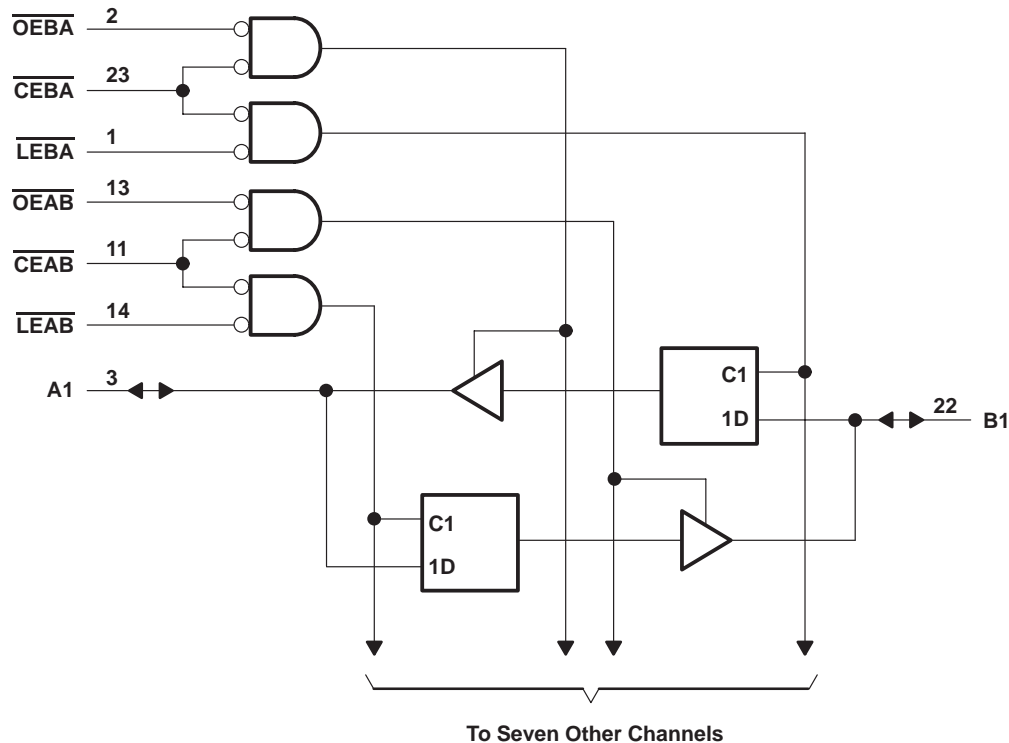 OEBA 2
CEBA 23
LEBA 1
OEAB 13
CEAB 11
LEAB 14
A1 3
C1
1D
22 B1
C1
1D
To Seven Other Channels